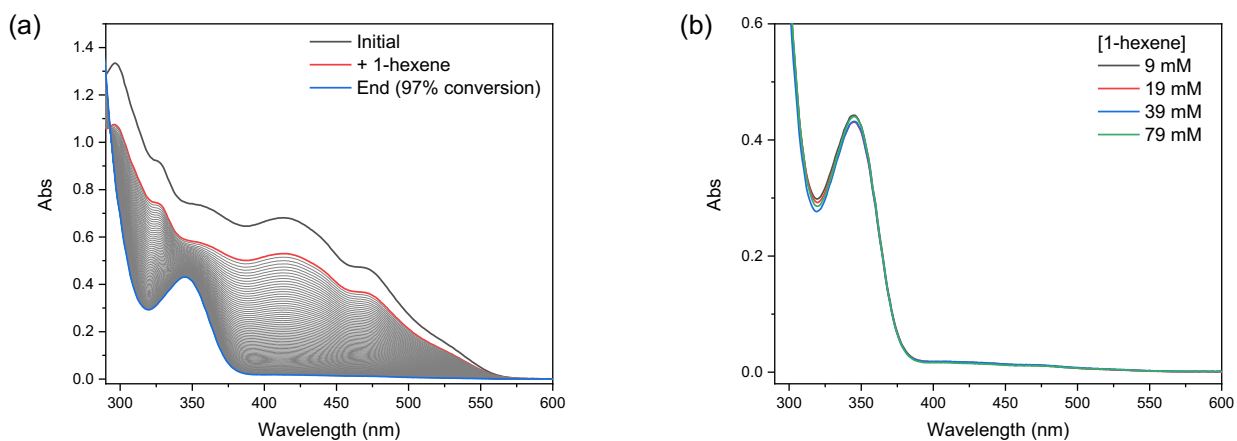 (a)
1.4
1.2
1.0
0.8
0.6
0.4
0.2
0.0
Abs
300 350 400 450 500 550 600
Wavelength (nm)
Initial
+ 1-hexene
End (97% conversion)
(b)
0.6
0.4
0.2
0.0
Abs
300 350 400 450 500 550 600
Wavelength (nm)
[1-hexene]
9 mM
19 mM
39 mM
79 mM